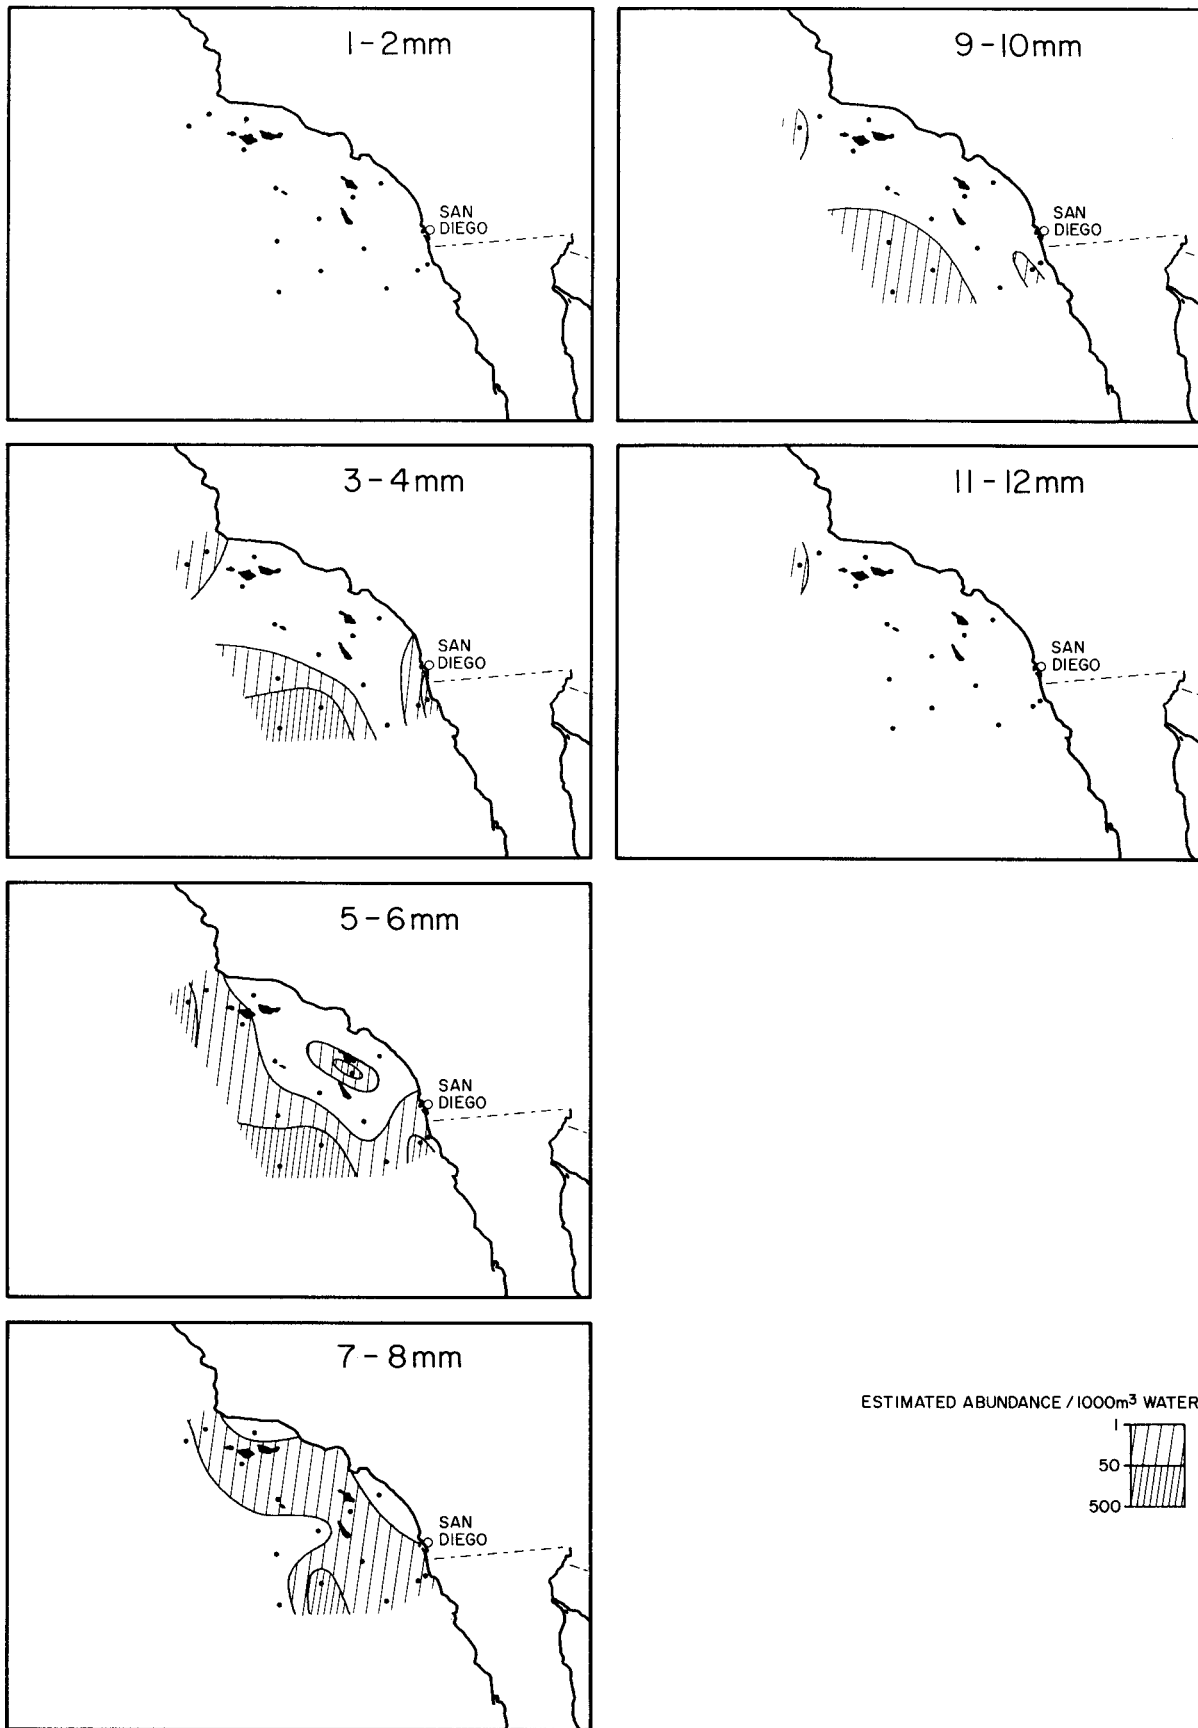 1-2mm
SAN
DIEGO
9-10mm
SAN
DIEGO
3-4mm
SAN
DIEGO
11-12mm
SAN
DIEGO
5-6mm
SAN
DIEGO
7-8mm
SAN
DIEGO
ESTIMATED ABUNDANCE/1000m³ WATER
1
50
500